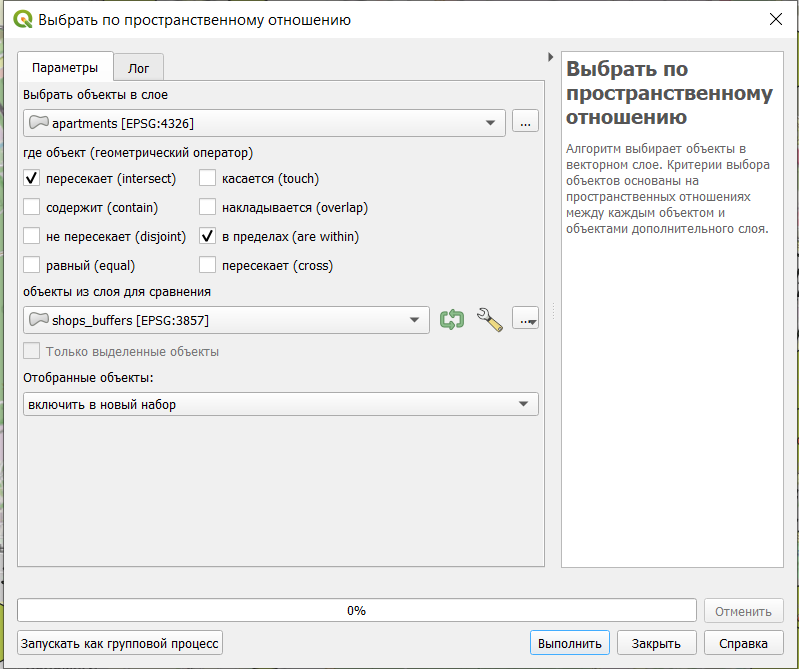 Выбрать по пространственному отношению
Параметры
Лог
Выбрать объекты в слое
apartments [EPSG:4326]
...
где объект (геометрический оператор)
пересекает (intersect)
касается (touch)
содержит (contain)
накладывается (overlap)
не пересекает (disjoint)
в пределах (are within)
равный (equal)
пересекает (cross)
объекты из слоя для сравнения
shops_buffers [EPSG:3857]
...
Только выделенные объекты
Отобранные объекты:
включить в новый набор
Выбрать по
пространственному
отношению
Алгоритм выбирает объекты в
векторном слое. Критерии выбора
объектов основаны на
пространственных отношениях
между каждым объектом и
объектами дополнительного слоя.
0%
Отменить
Запускать как групповой процесс
Выполнить
Закрыть
Справка